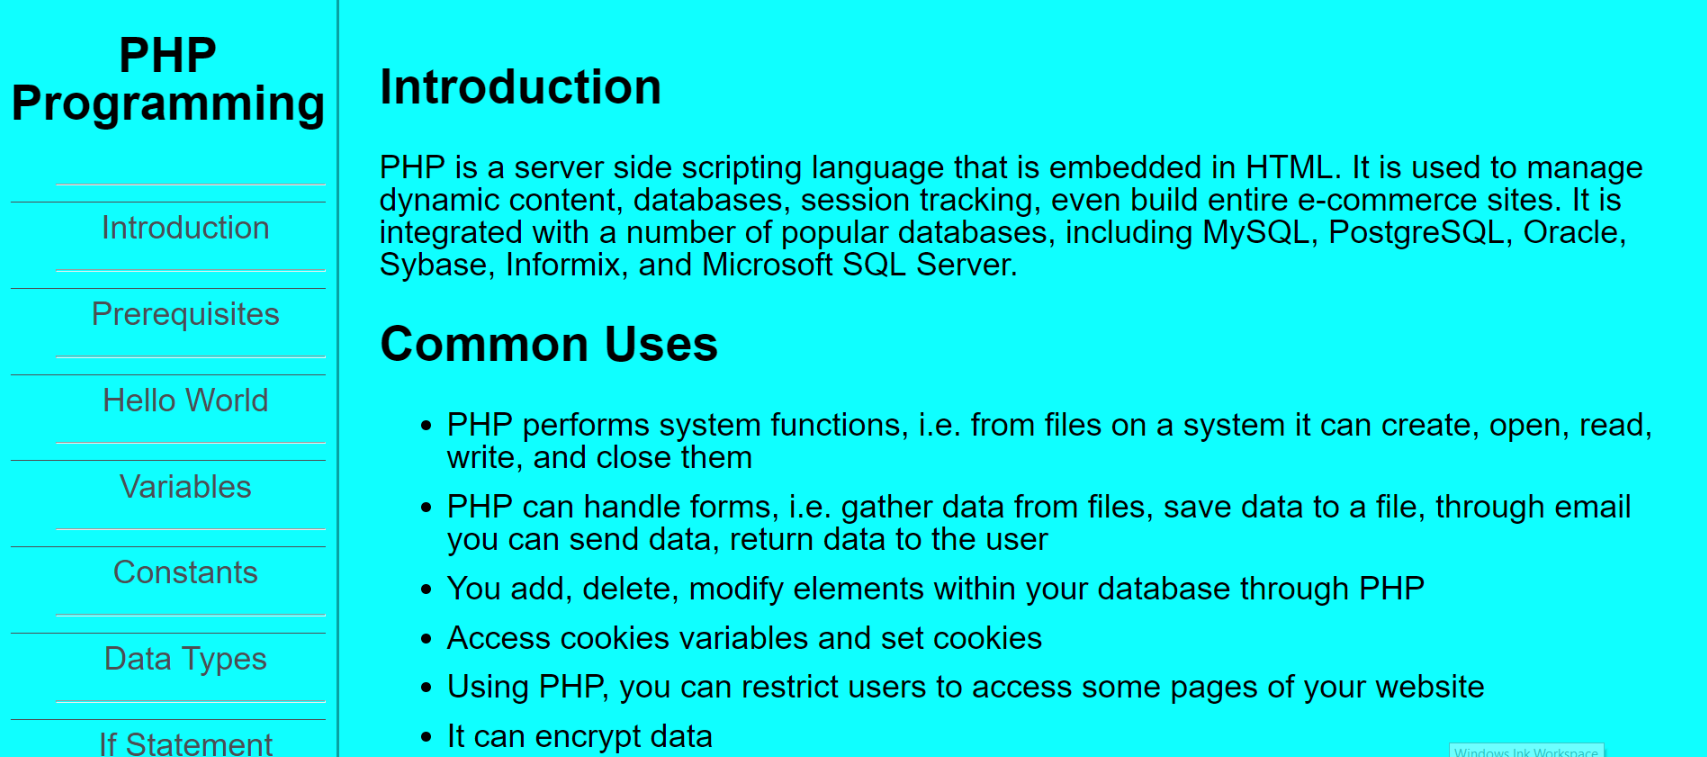 PHP
Programming
Introduction
Prerequisites
Hello World
Variables
Constants
Data Types
If Statement
Introduction
PHP is a server side scripting language that is embedded in HTML. It is used to manage
dynamic content, databases, session tracking, even build entire e-commerce sites. It is
integrated with a number of popular databases, including MySQL, PostgreSQL, Oracle,
Sybase, Informix, and Microsoft SQL Server.
Common Uses
• PHP performs system functions, i.e. from files on a system it can create, open, read,
write, and close them
• PHP can handle forms, i.e. gather data from files, save data to a file, through email
you can send data, return data to the user
• You add, delete, modify elements within your database through PHP
• Access cookies variables and set cookies
• Using PHP, you can restrict users to access some pages of your website
• It can encrypt data
Windows Ink Workspace